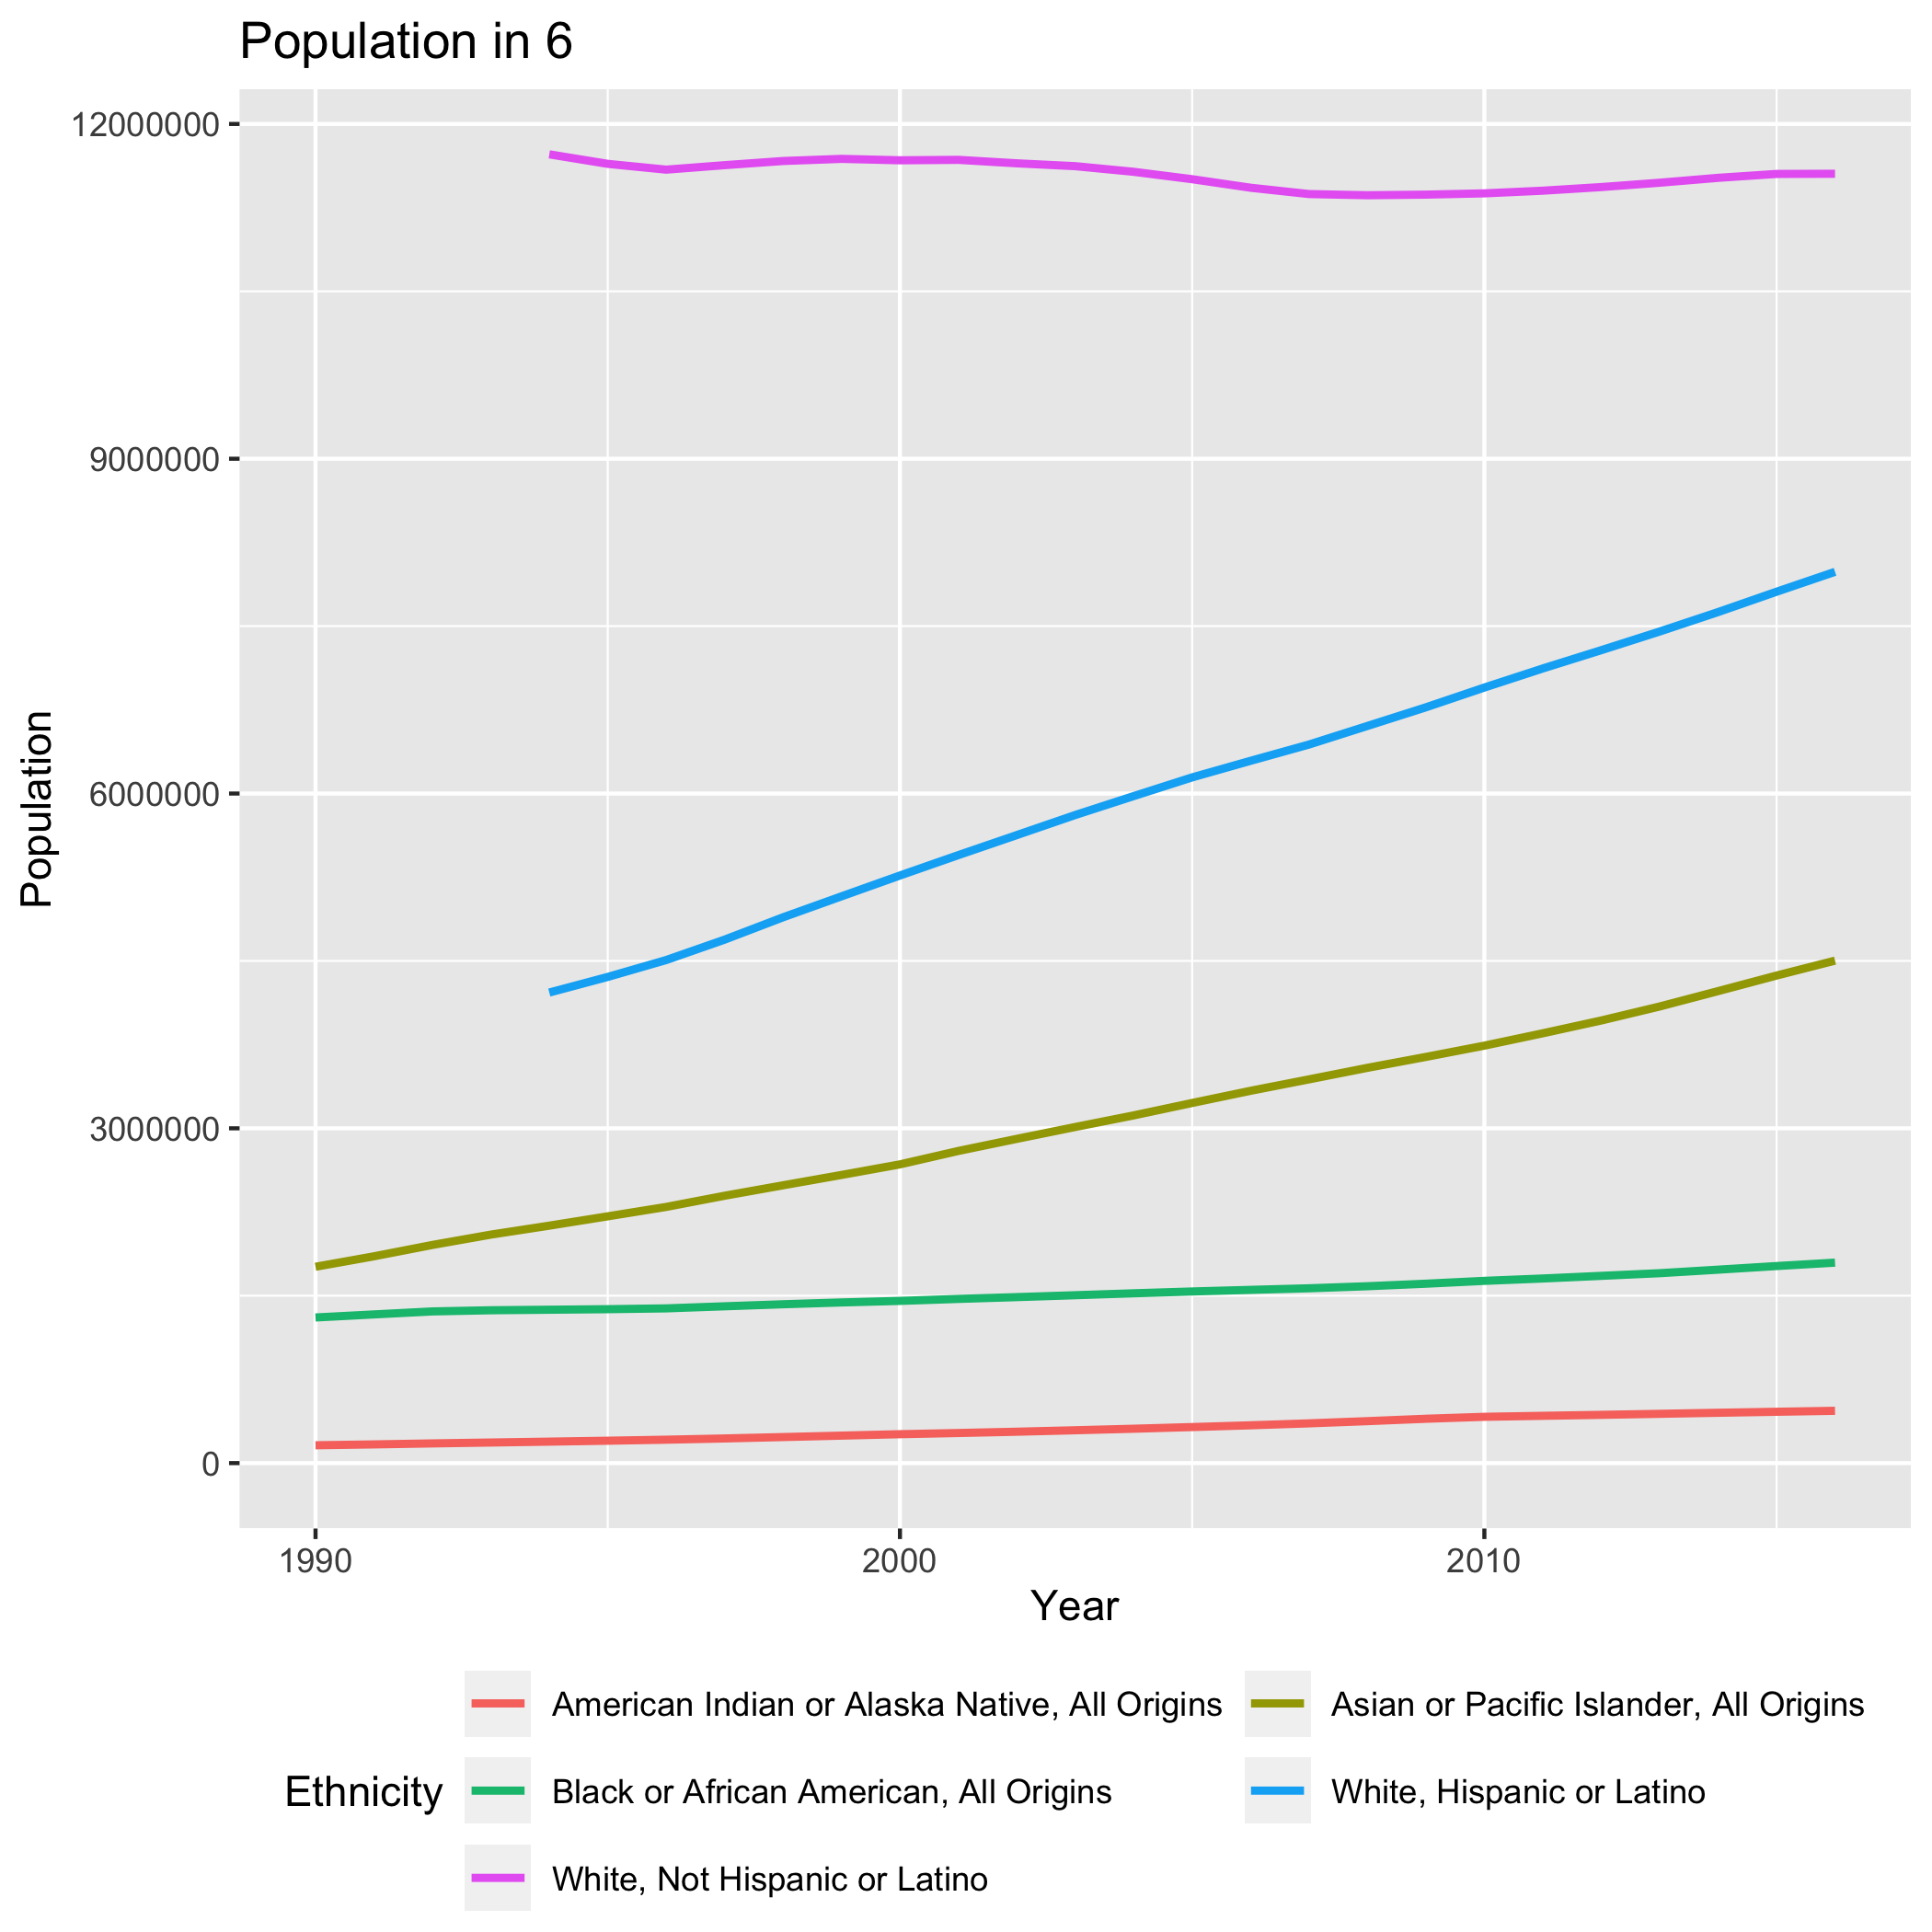 Population in 6
12000000
9000000
6000000
3000000
0
Population
1990
2000
2010
Year
Ethnicity
American Indian or Alaska Native, All Origins
Asian or Pacific Islander, All Origins
Black or African American, All Origins
White, Hispanic or Latino
White, Not Hispanic or Latino